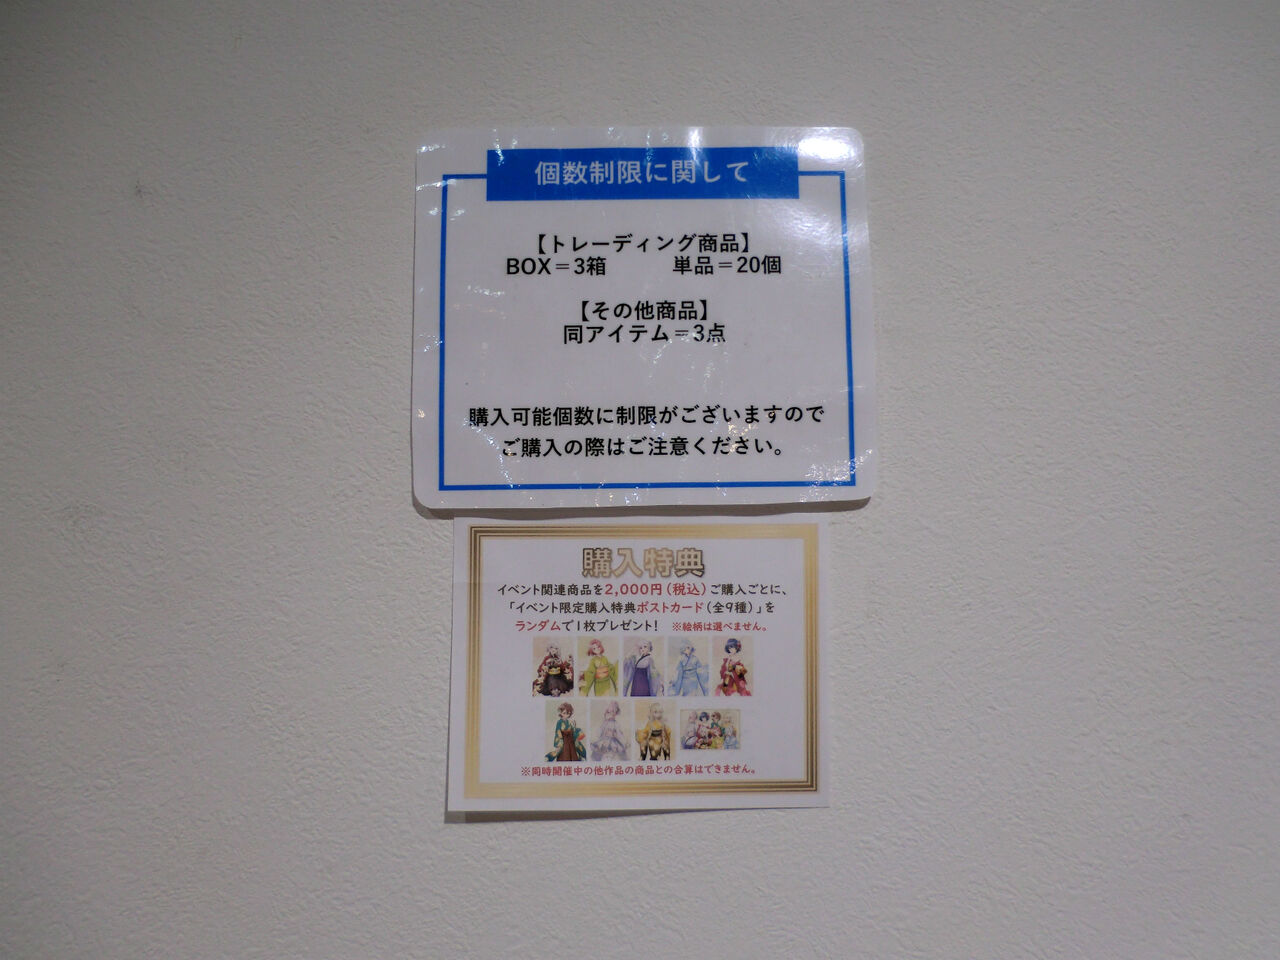 個数制限に関して
【トレーディング商品】
BOX＝3箱　単品＝20個
【その他商品】
同アイテム＝3点
購入可能個数に制限がございますので
ご購入の際はご注意ください。
購入特典
イベント関連商品を2,000円（税込）ご購入ごとに、
「イベント限定購入特典ポストカード（全9種）」を
ランダムで1枚プレゼント！　※絵柄は選べません。
※同時開催中の他作品の商品との合算はできません。